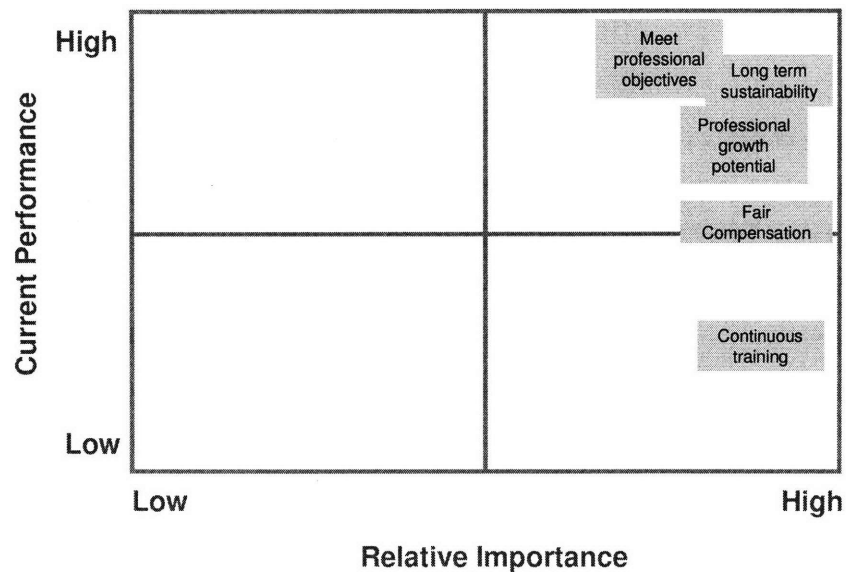 High
Meet
professional
objectives
Long term
sustainability
Professional
growth
potential
Fair
Compensation
Continuous
training
Current Performance
Low
Low
High
Relative Importance